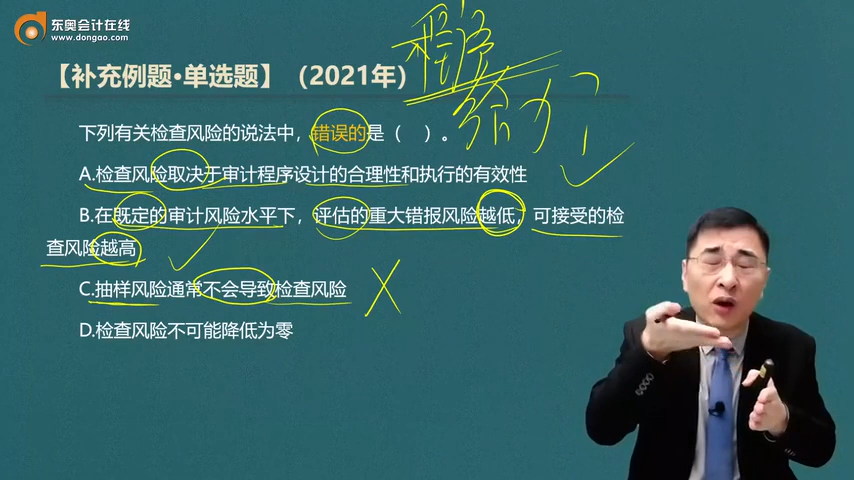 东奥会计在线
www.dongao.com
【补充例题•单选题】（2021年）
程序
给力
下列有关检查风险的说法中，错误的是（ ）。
A.检查风险取决于审计程序设计的合理性和执行的有效性
B.在既定的审计风险水平下，评估的重大错报风险越低，可接受的检
查风险越高
C.抽样风险通常不会导致检查风险
D.检查风险不可能降低为零